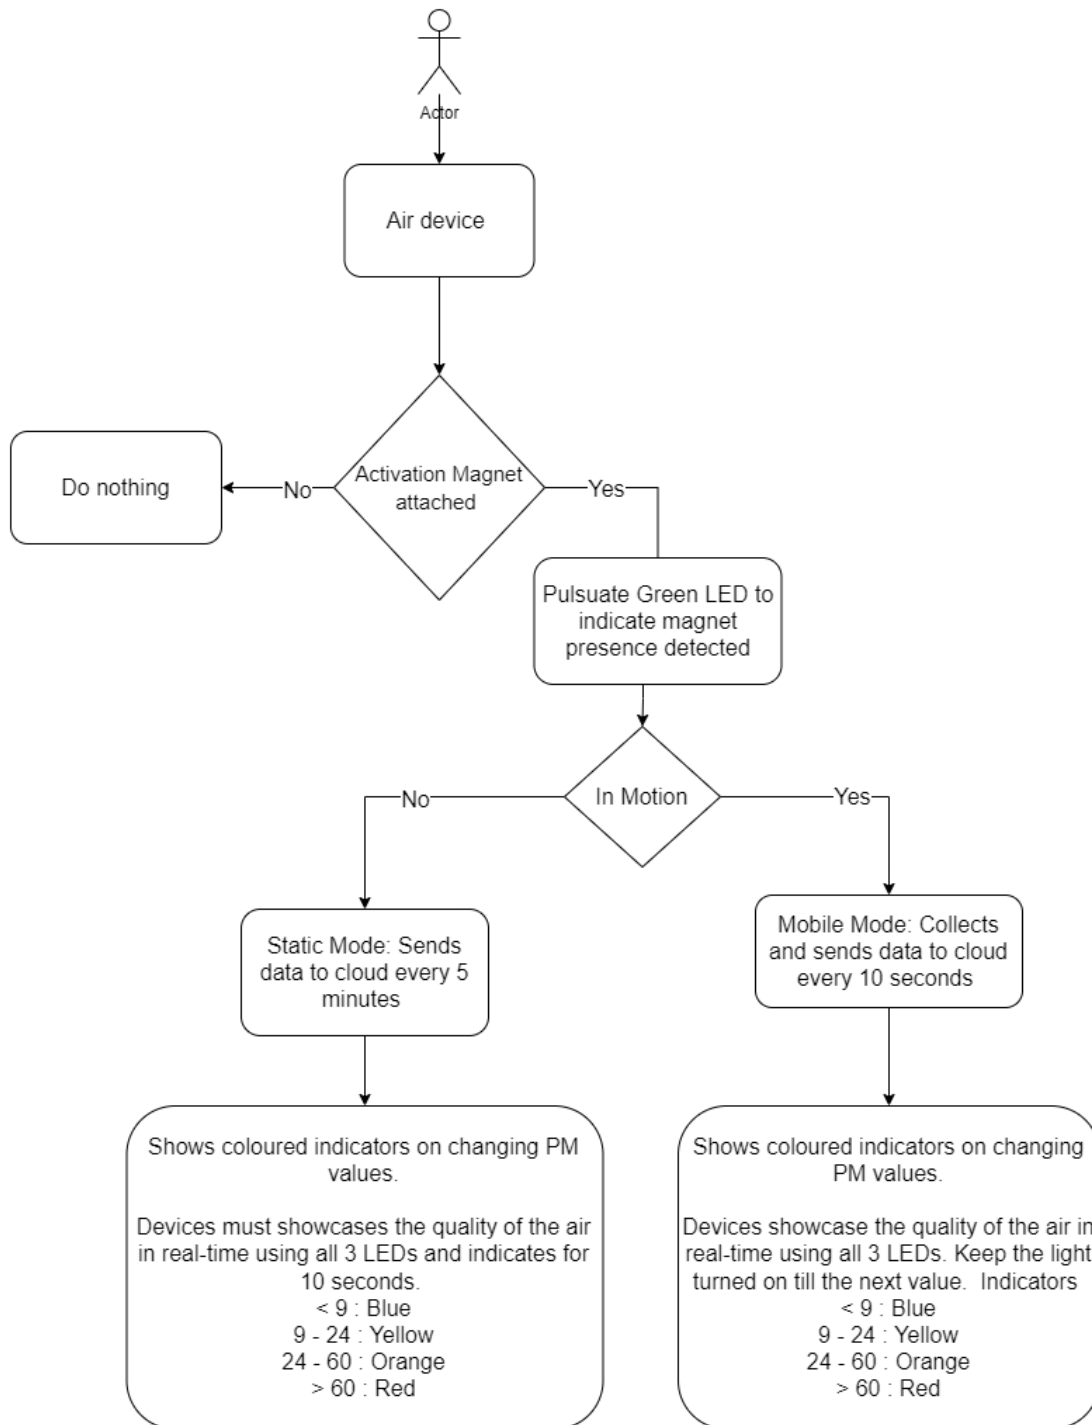 Actor
Air device
Activation Magnet
attached
No
Do nothing
Yes
Pulsuate Green LED to
indicate magnet
presence detected
In Motion
No
Yes
Static Mode: Sends
data to cloud every 5
minutes
Mobile Mode: Collects
and sends data to cloud
every 10 seconds
Shows coloured indicators on changing PM
values.
Devices must showcases the quality of the air
in real-time using all 3 LEDs and indicates for
10 seconds.
< 9 : Blue
9 - 24 : Yellow
24 - 60 : Orange
> 60 : Red
Shows coloured indicators on changing
PM values.
Devices showcase the quality of the air in
real-time using all 3 LEDs. Keep the light
turned on till the next value.  Indicators
< 9 : Blue
9 - 24 : Yellow
24 - 60 : Orange
> 60 : Red